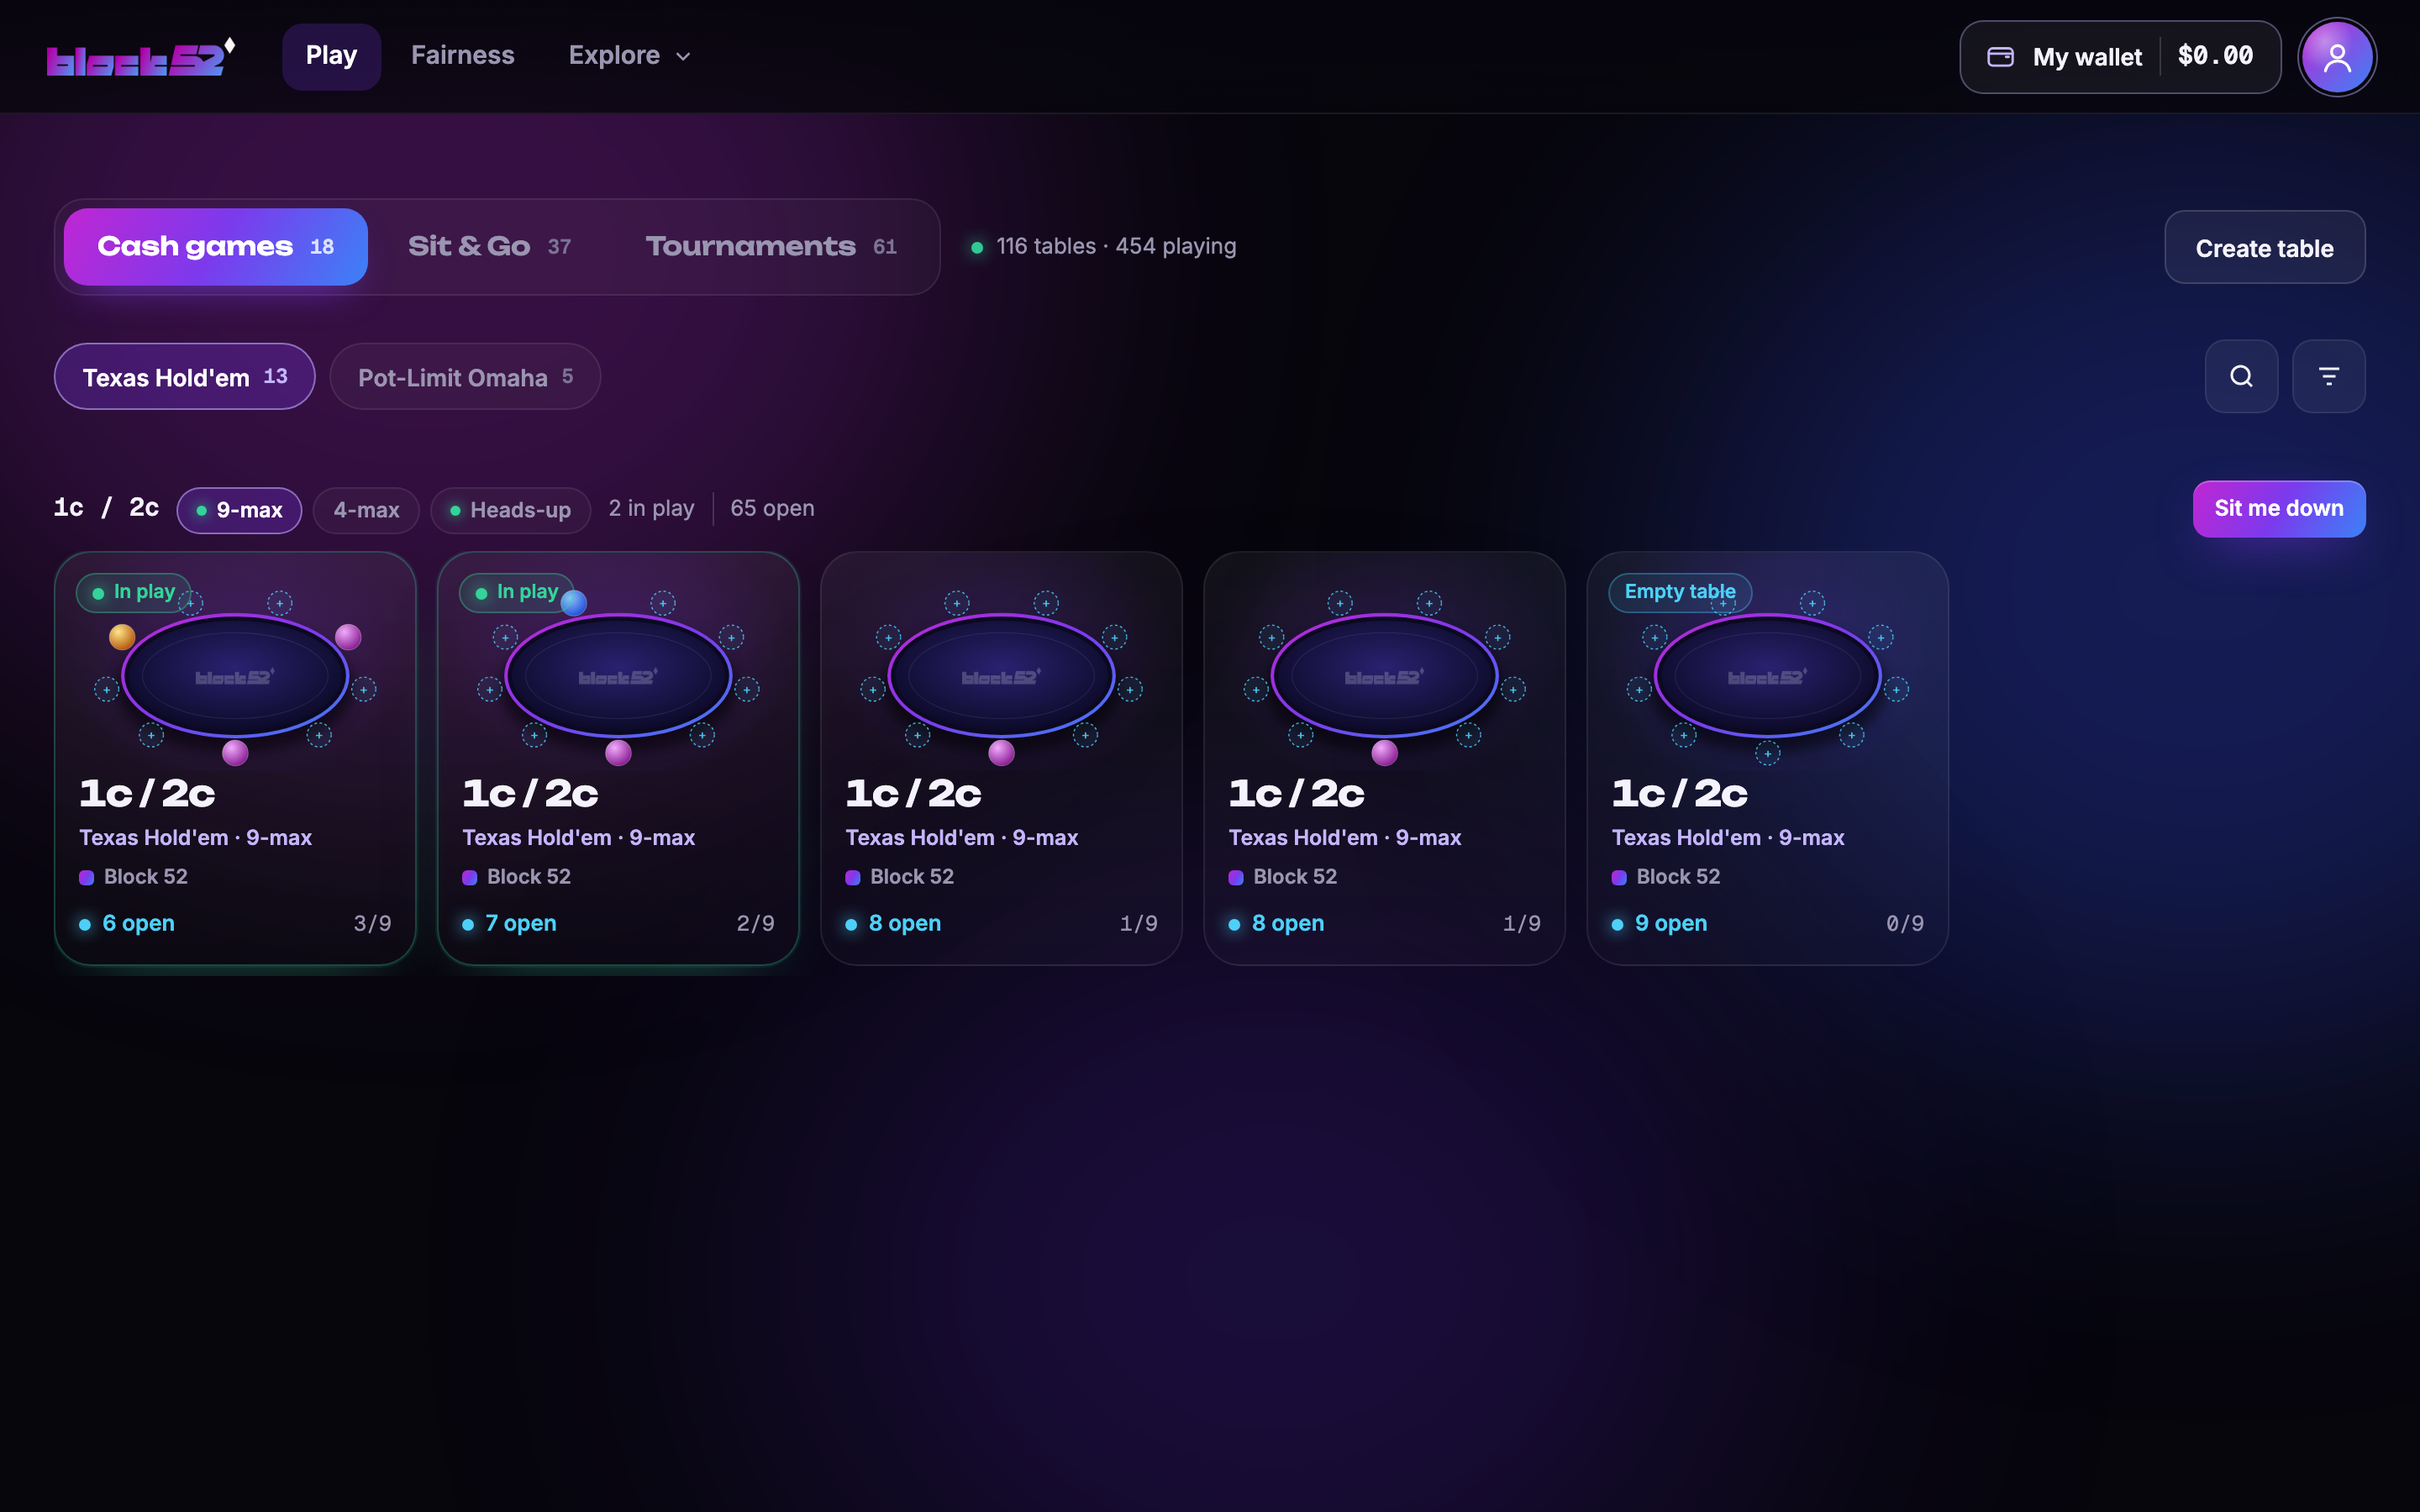 block52
Play
Fairness
Explore
My wallet
$0.00
Cash games 18
Sit & Go 37
Tournaments 61
116 tables · 454 playing
Create table
Texas Hold'em 13
Pot-Limit Omaha 5
1c / 2c
9-max
4-max
Heads-up
2 in play
65 open
Sit me down
In play
block52
1c / 2c
Texas Hold'em · 9-max
Block 52
6 open
3/9
In play
block52
1c / 2c
Texas Hold'em · 9-max
Block 52
7 open
2/9
block52
1c / 2c
Texas Hold'em · 9-max
Block 52
8 open
1/9
block52
1c / 2c
Texas Hold'em · 9-max
Block 52
8 open
1/9
Empty table
block52
1c / 2c
Texas Hold'em · 9-max
Block 52
9 open
0/9